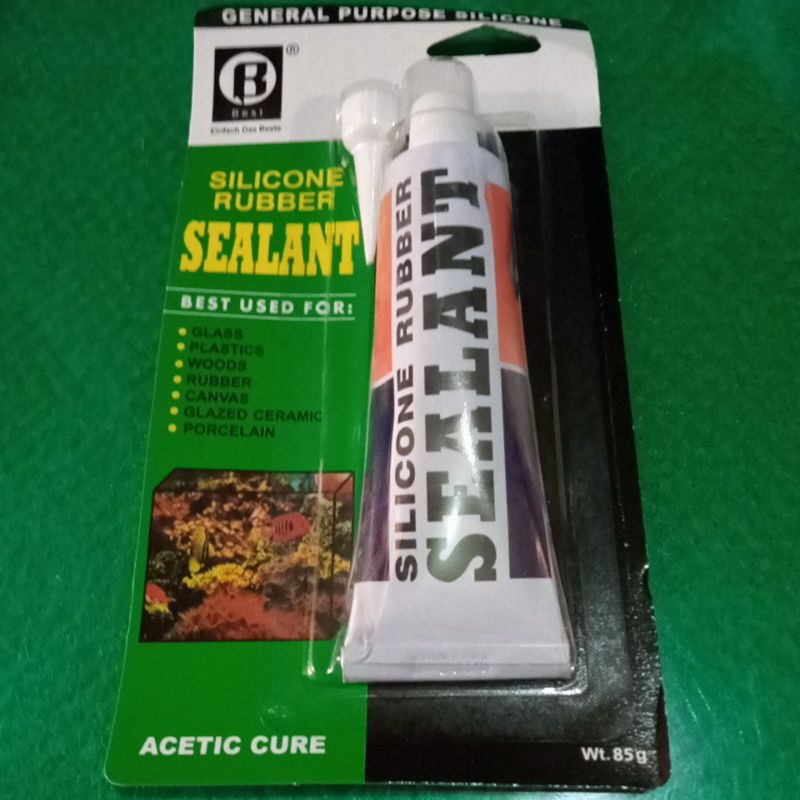 GENERAL PURPOSE SILICONE
B
®
Best
Einfach Das Beste
SILICONE
RUBBER
SEALANT
BEST USED FOR:
GLASS
PLASTICS
WOODS
RUBBER
CANVAS
GLAZED CERAMIC
PORCELAIN
SILICONE RUBBER
SEALANT
ACETIC CURE
Wt. 85g